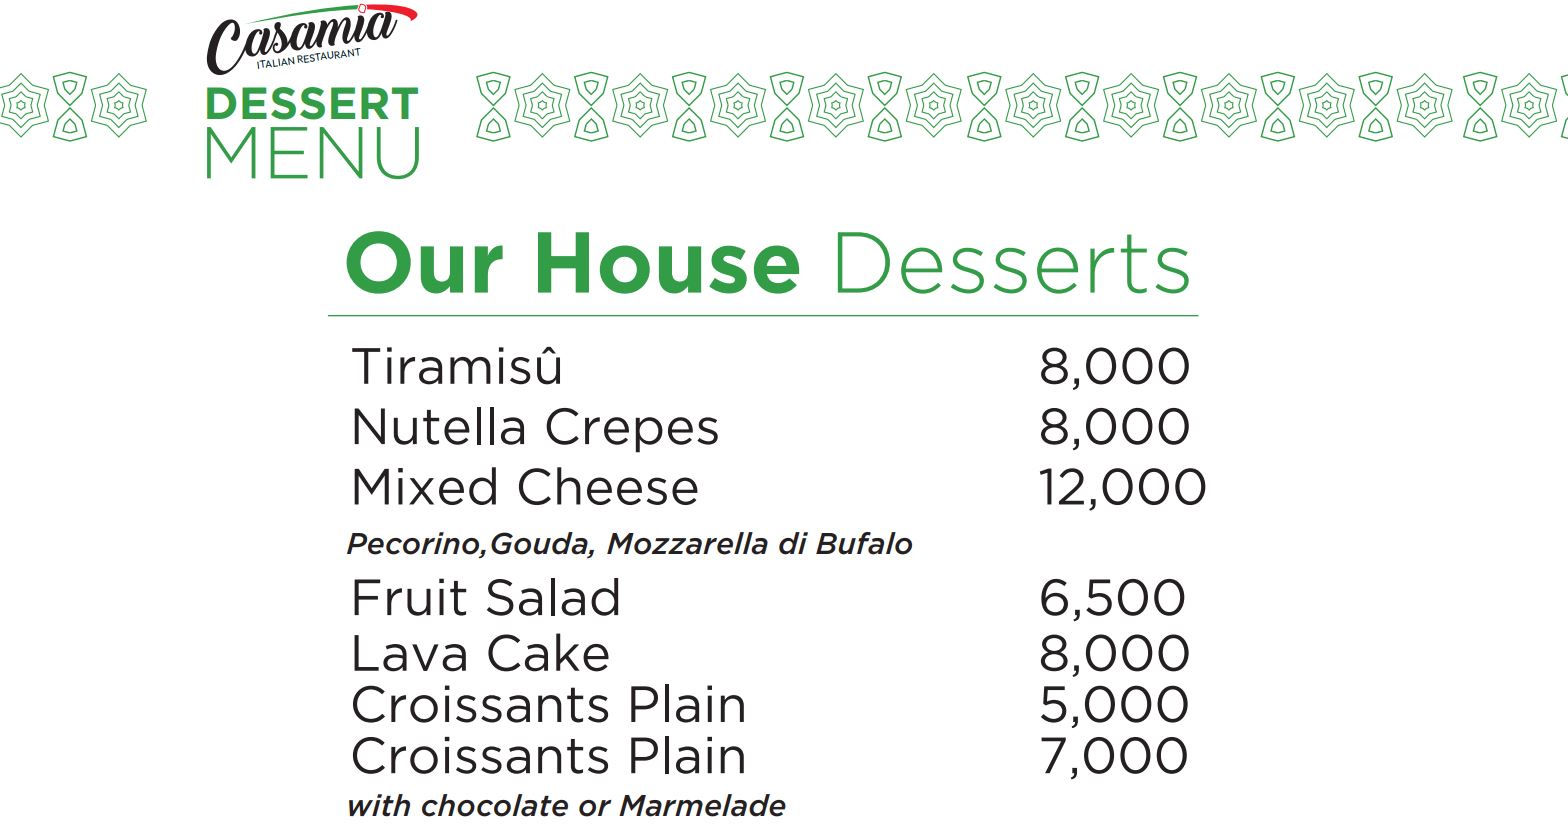 Casamia
ITALIAN RESTAURANT
DESSERT
MENU
Our House Desserts
Tiramisû 8,000
Nutella Crepes 8,000
Mixed Cheese 12,000
Pecorino,Gouda, Mozzarella di Bufalo
Fruit Salad 6,500
Lava Cake 8,000
Croissants Plain 5,000
Croissants Plain 7,000
with chocolate or Marmelade